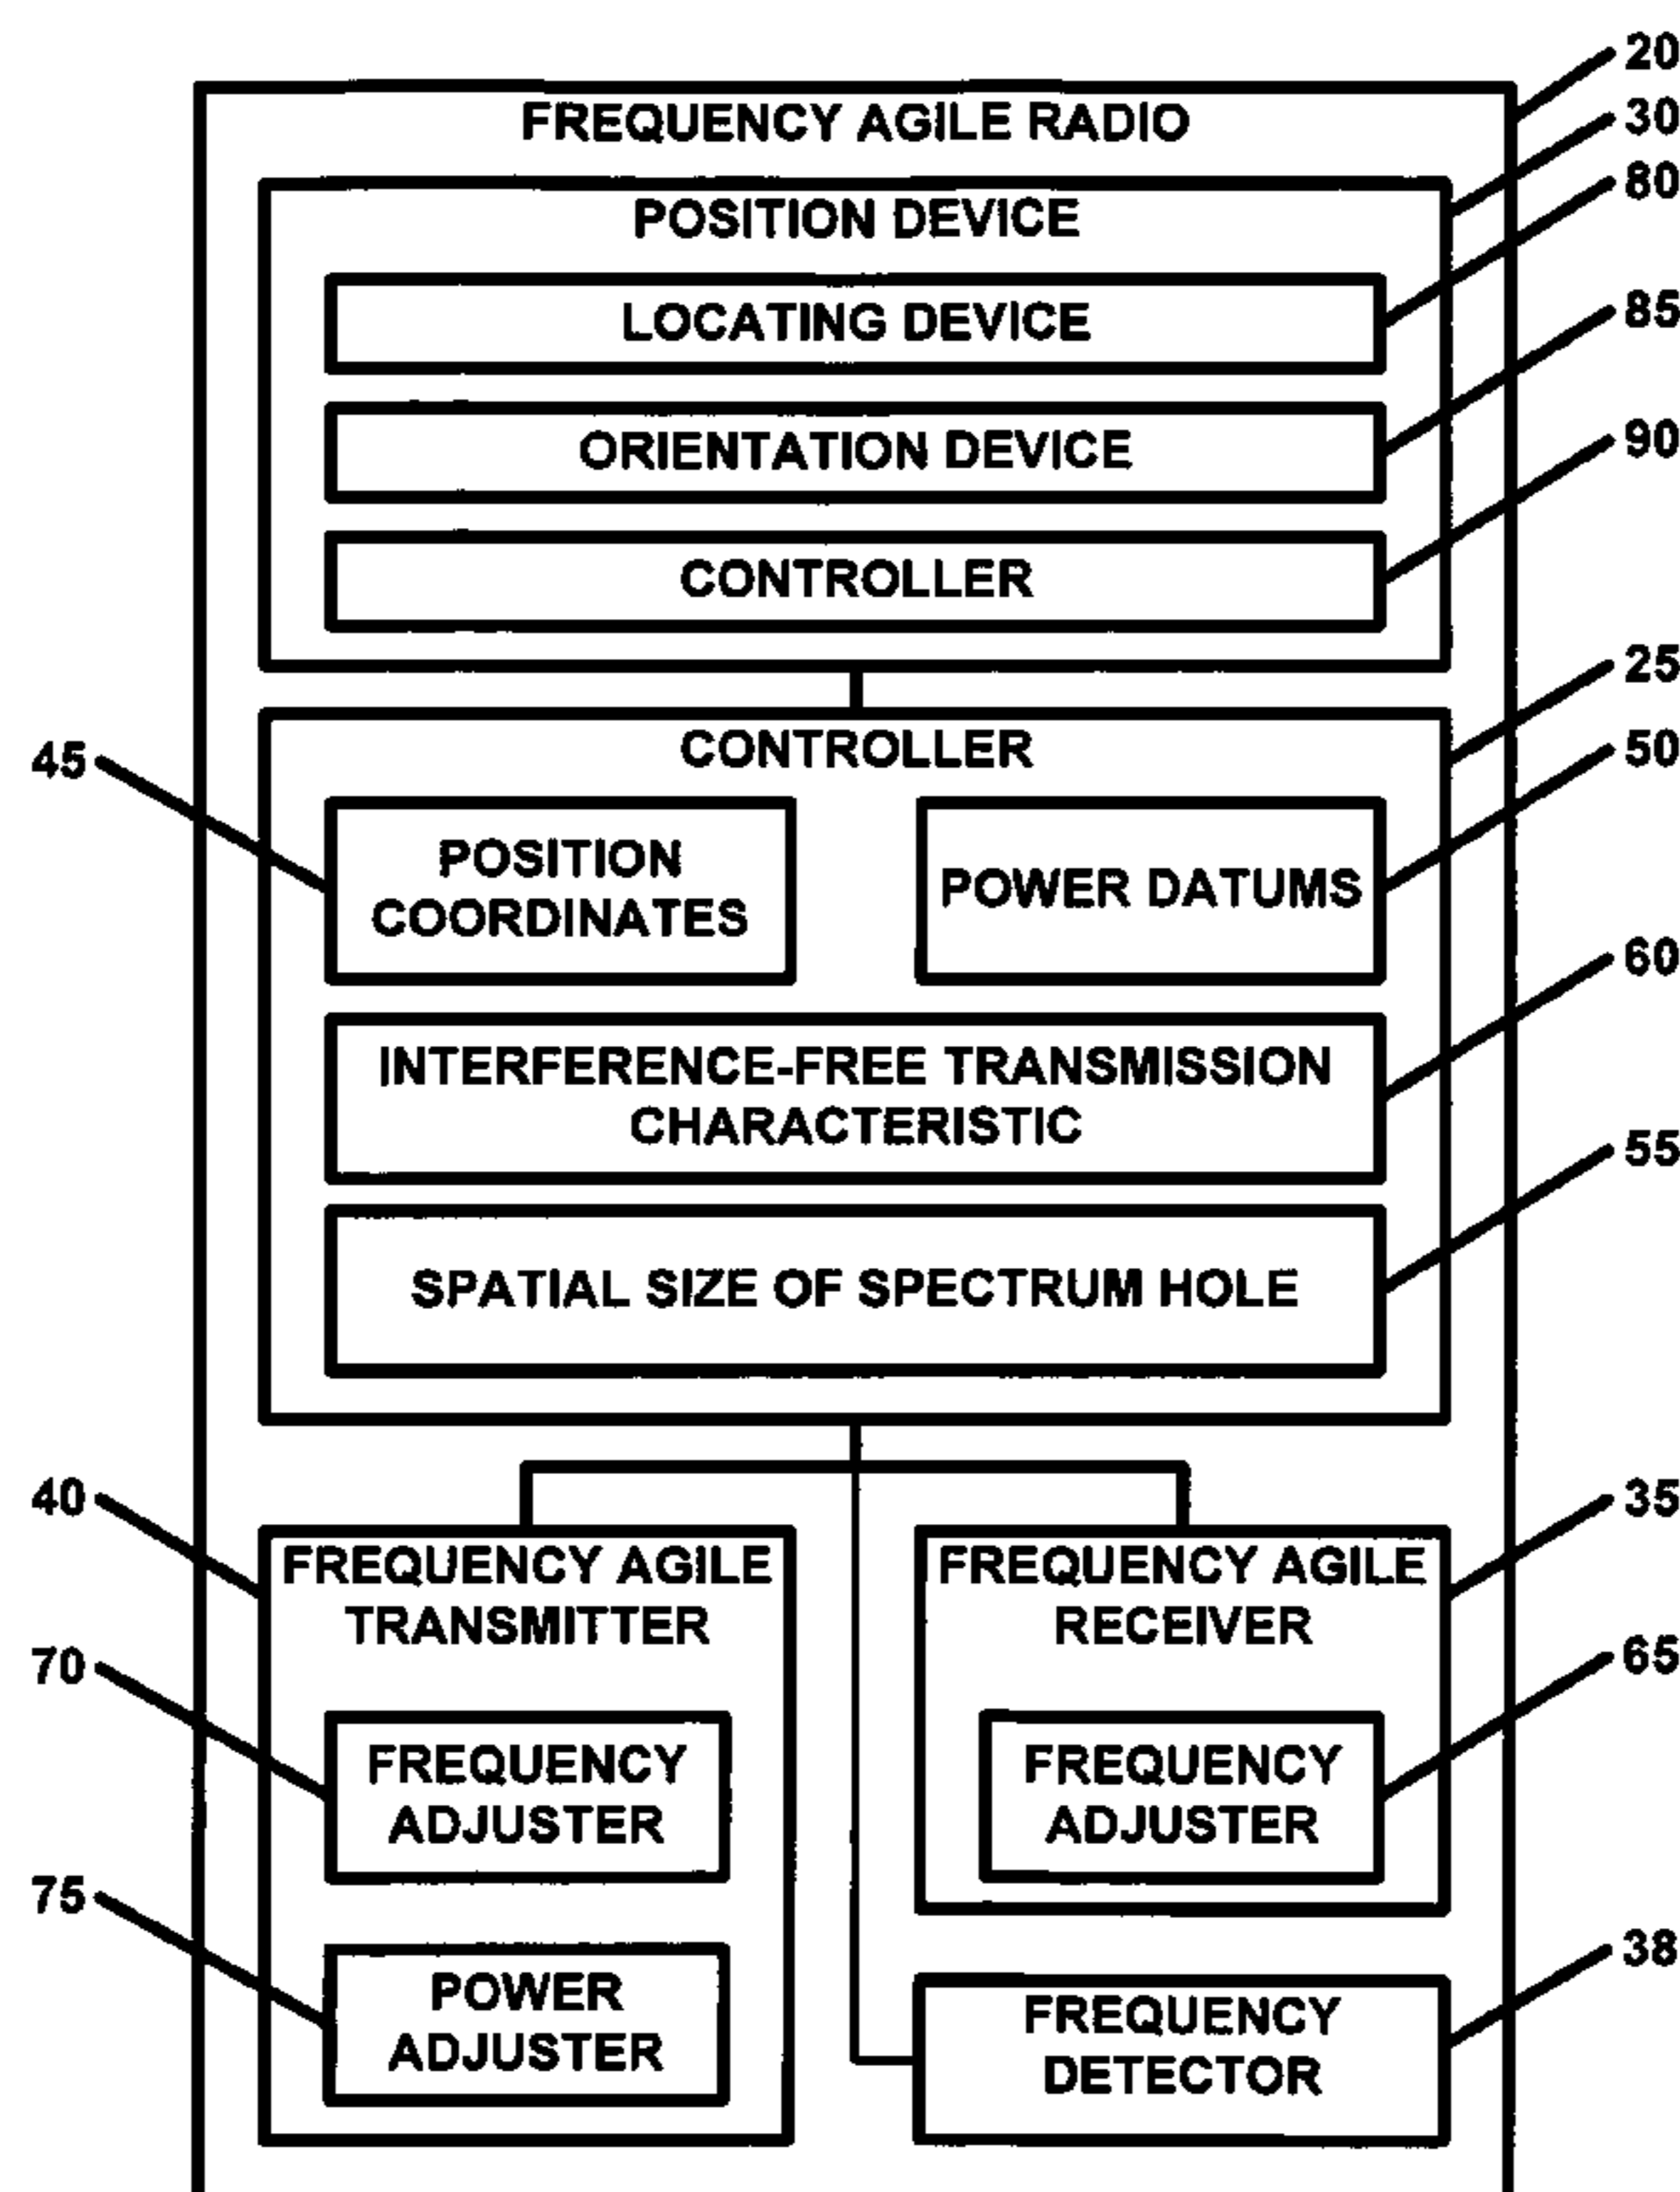 20
FREQUENCY AGILE RADIO
30
80
POSITION DEVICE
LOCATING DEVICE
85
ORIENTATION DEVICE
90
CONTROLLER
25
CONTROLLER
50
45
POSITION
COORDINATES
POWER DATUMS
60
INTERFERENCE-FREE TRANSMISSION
CHARACTERISTIC
55
SPATIAL SIZE OF SPECTRUM HOLE
40
35
FREQUENCY AGILE
TRANSMITTER
FREQUENCY AGILE
RECEIVER
70
65
FREQUENCY
ADJUSTER
FREQUENCY
ADJUSTER
75
38
POWER
ADJUSTER
FREQUENCY
DETECTOR